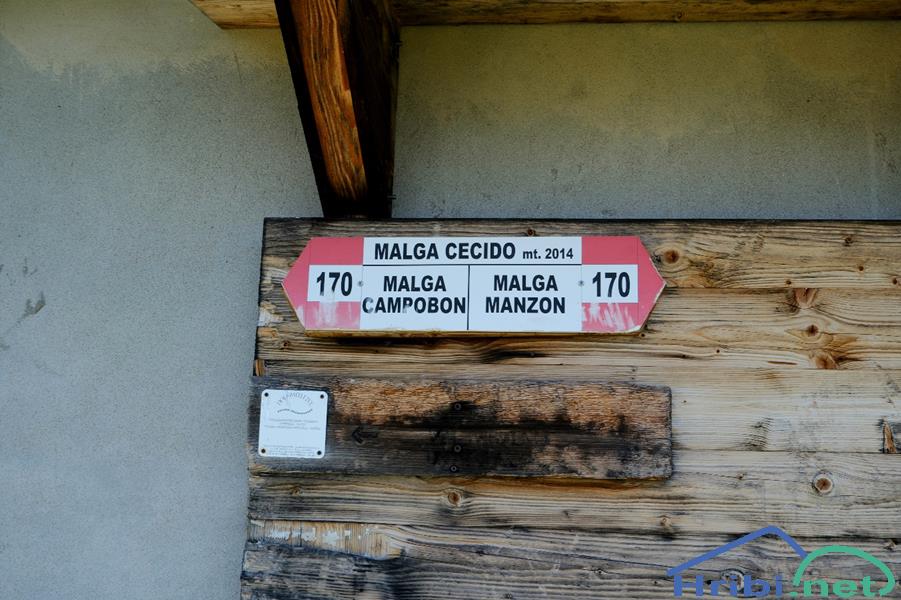 MALGA CECIDO mt. 2014
170
MALGA
CAMPOBON
MALGA
MANZON
170
Hribi.net